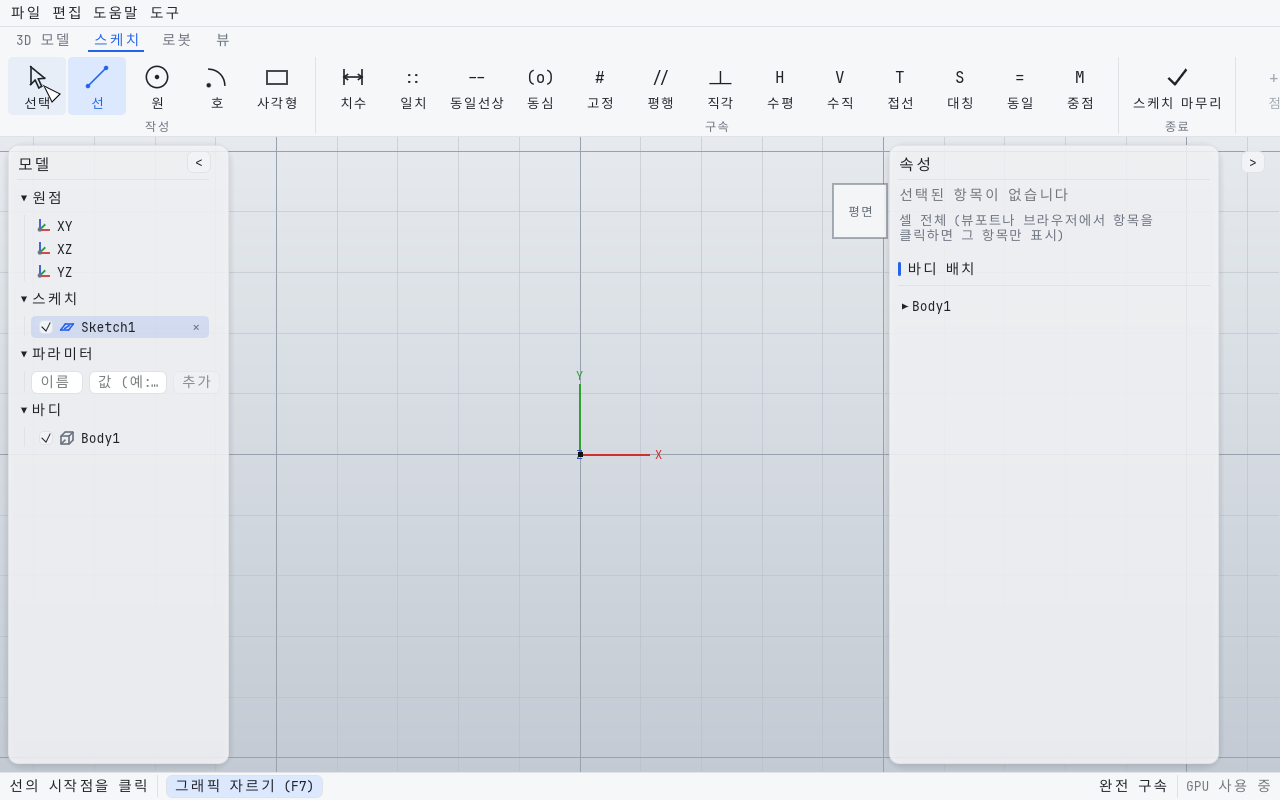 파일 편집 도움말 도구
3D 모델 스케치 로봇 뷰
선택 선 원 호 사각형
작성
치수 :: 일치 -- 동일선상 (o) 동심 # 고정 // 평행 직각 H 수평 V 수직 T 접선 S 대칭 = 동일 M 중점
구속
스케치 마무리
종료
+
점
모델 <
▼ 원점
XY
XZ
YZ
▼ 스케치
Sketch1 ×
▼ 파라미터
이름 값 (예:… 추가
▼ 바디
Body1
평면
Y
X
Z
속성 >
선택된 항목이 없습니다
셀 전체 (뷰포트나 브라우저에서 항목을
클릭하면 그 항목만 표시)
바디 배치
▶ Body1
선의 시작점을 클릭 그래픽 자르기 (F7) 완전 구속 GPU 사용 중